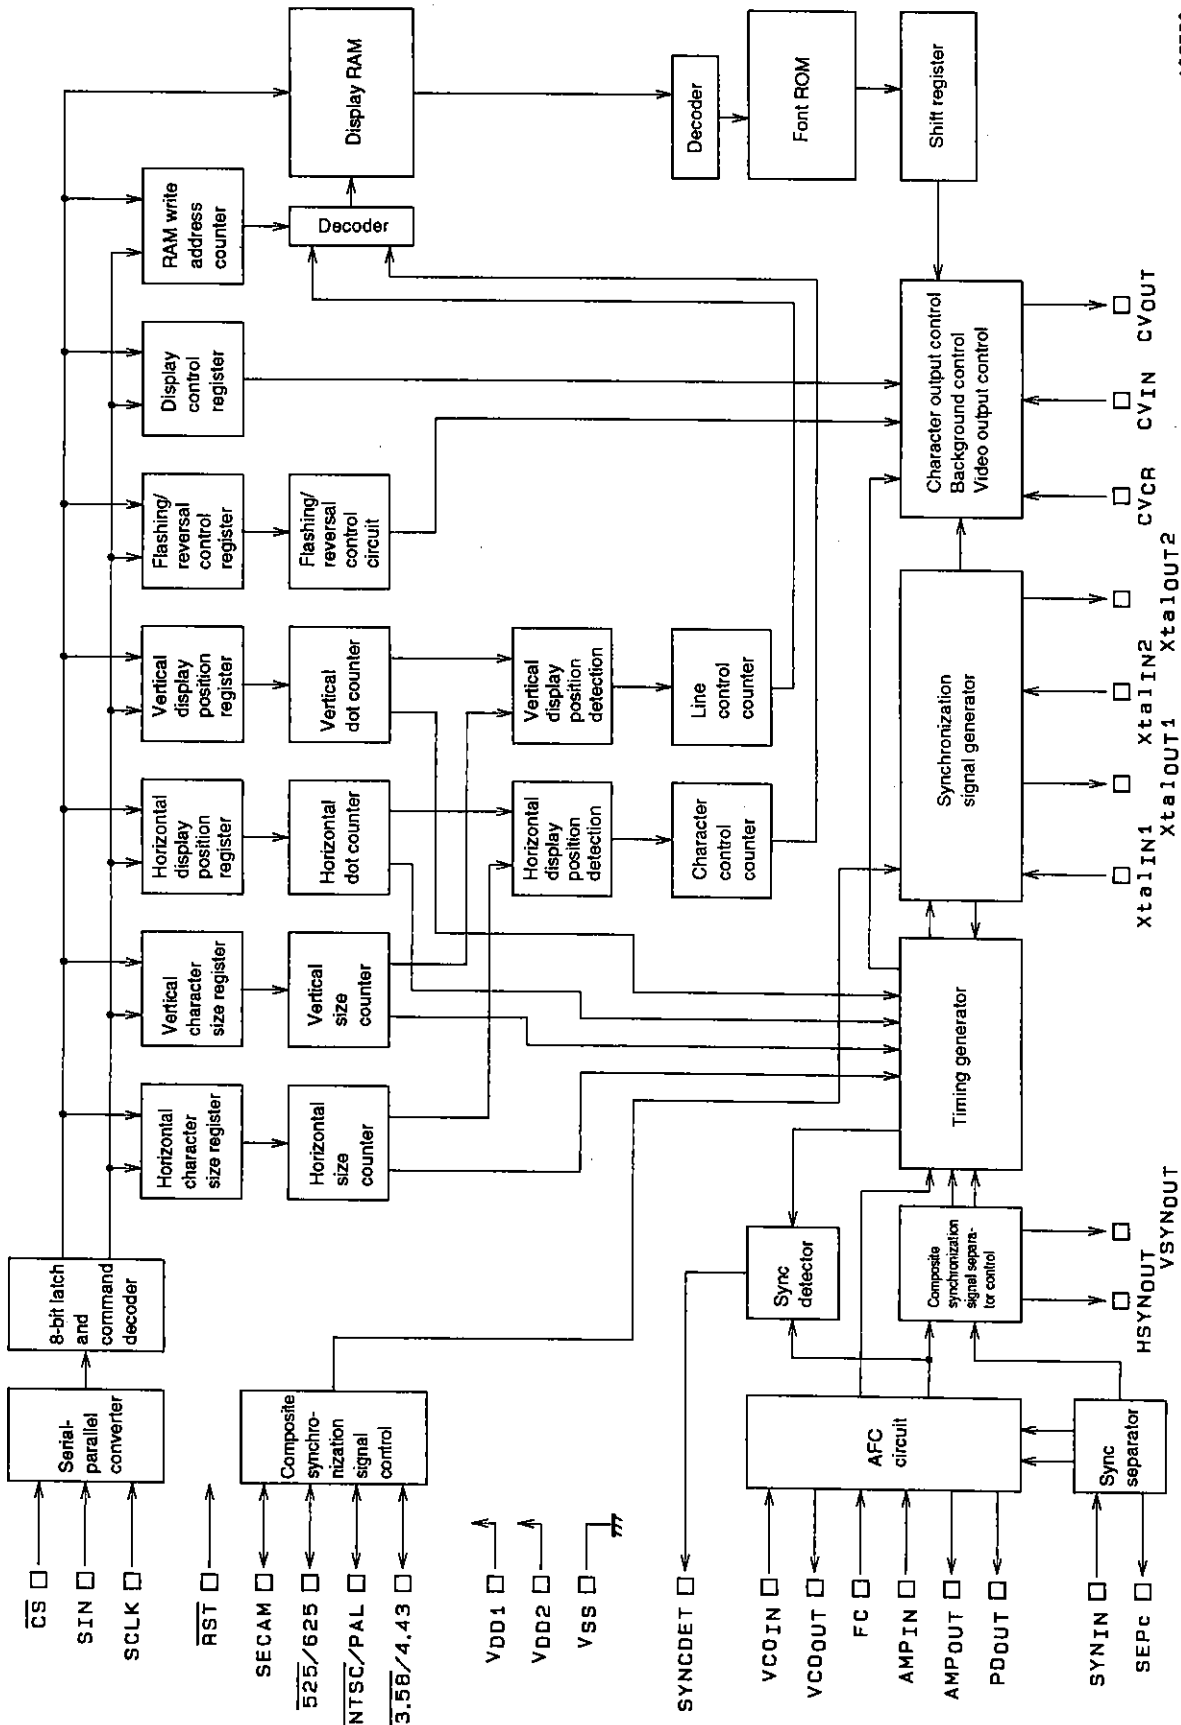 CS
SIN
SCLK
RST
SECAM
525/625
NTSC/PAL
3.58/4.43
VDD1
VDD2
VSS
SYNCDET
VCOIN
VCOOUT
FC
AMPIN
AMPOUT
PDOUT
SYNIN
SEPC
Serial-
parallel
converter
8-bit latch
and
command
decoder
Composite
synchro-
nization
signal
control
Horizontal
character
size register
Vertical
character
size register
Horizontal
display
position
register
Vertical
display
position
register
Flashing/
reversal
control
register
Display
control
register
RAM write
address
counter
Horizontal
size
counter
Vertical
size
counter
Horizontal
dot counter
Vertical
dot counter
Flashing/
reversal
control
circuit
Decoder
Display RAM
Horizontal
display
position
detection
Vertical
display
position
detection
Character
control
counter
Line
control
counter
Decoder
Font ROM
Shift register
Sync
detector
AFC
circuit
Sync
separator
Composite
synchronization
signal separa-
tor control
Timing generator
Synchronization
signal generator
Character output control
Background control
Video output control
HSYNOUT
VSYNOUT
XtalIN1
XtalOUT1
XtalIN2
XtalOUT2
CVCR
CVIN
CVOUT